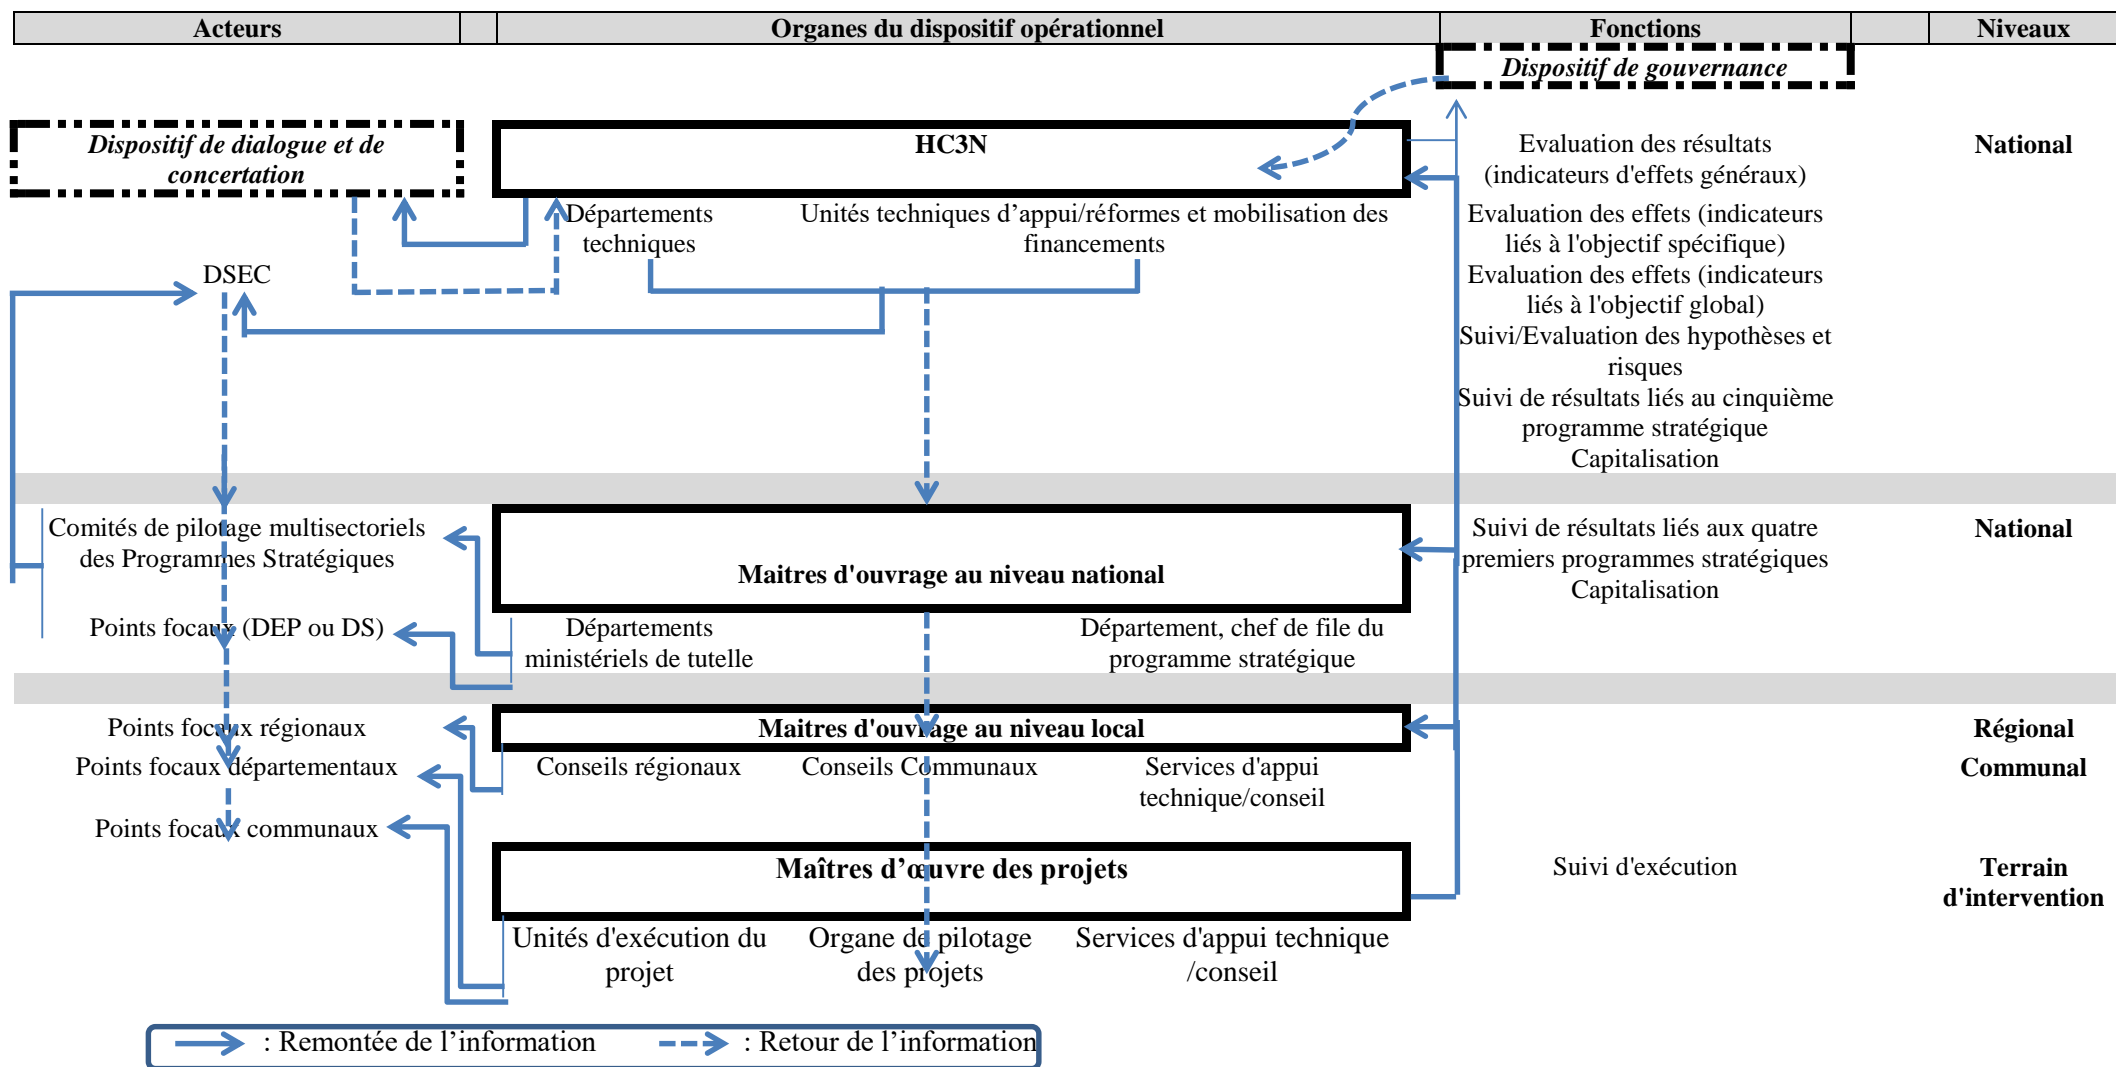 Acteurs
Organes du dispositif opérationnel
Fonctions
Niveaux
Dispositif de gouvernance
Dispositif de dialogue et de
concertation
HC3N
Evaluation des résultats
(indicateurs d'effets généraux)
National
Départements
techniques
Unités techniques d’appui/réformes et mobilisation des
financements
Evaluation des effets (indicateurs
liés à l'objectif spécifique)
DSEC
Evaluation des effets (indicateurs
liés à l'objectif global)
Suivi/Evaluation des hypothèses et
risques
Suivi de résultats liés au cinquième
programme stratégique
Capitalisation
Comités de pilotage multisectoriels
des Programmes Stratégiques
Maitres d'ouvrage au niveau national
Suivi de résultats liés aux quatre
premiers programmes stratégiques
Capitalisation
National
Points focaux (DEP ou DS)
Départements
ministériels de tutelle
Département, chef de file du
programme stratégique
Points focaux régionaux
Maitres d'ouvrage au niveau local
Régional
Points focaux départementaux
Conseils régionaux
Conseils Communaux
Services d'appui
technique/conseil
Communal
Points focaux communaux
Maîtres d’œuvre des projets
Suivi d'exécution
Terrain
d'intervention
Unités d'exécution du
projet
Organe de pilotage
des projets
Services d'appui technique
/conseil
: Remontée de l’information
: Retour de l’information